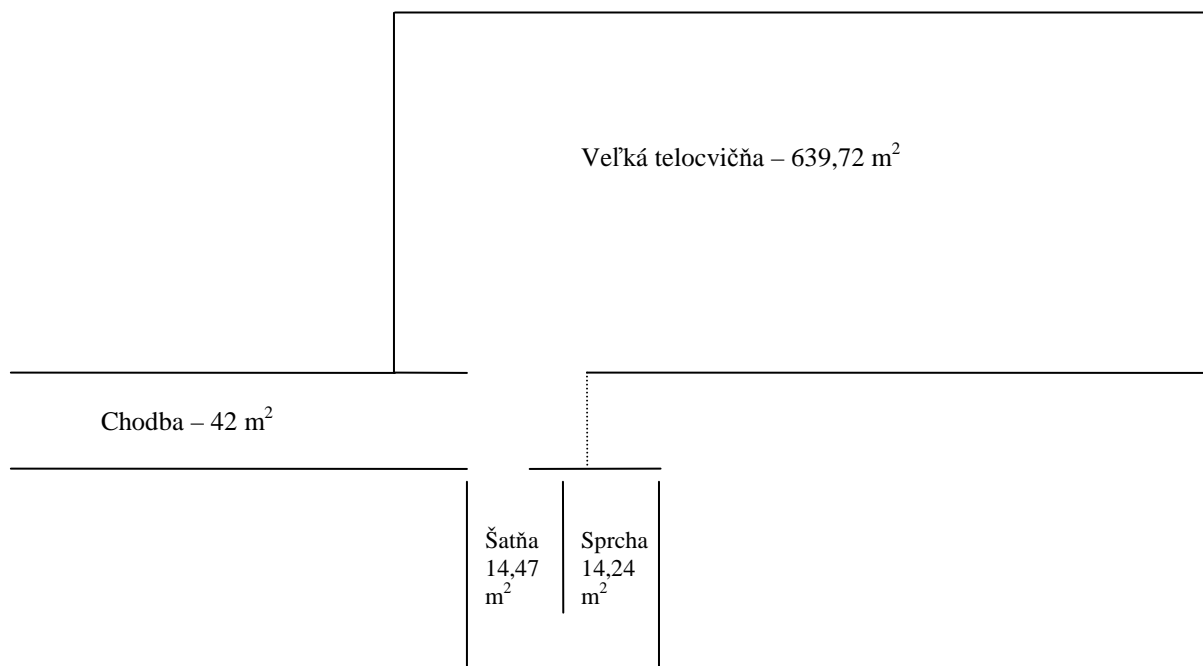 Veľká telocvičňa – 639,72 m²
Chodba – 42 m²
Šatňa
14,47
m²
Sprcha
14,24
m²